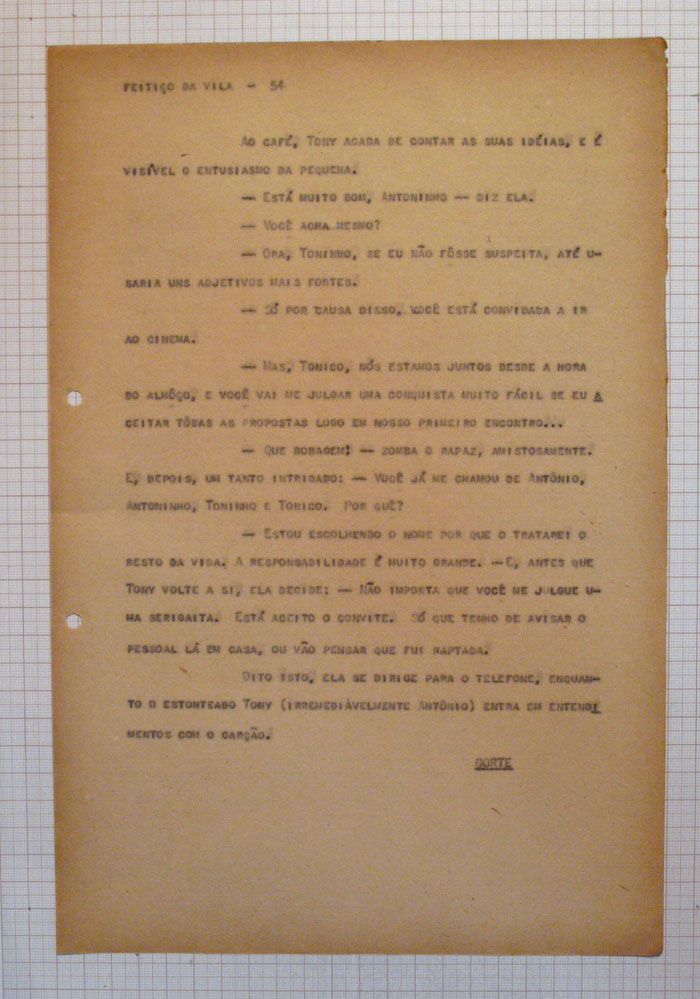 FEITIÇO DA VILA - 54
AO CAFÉ, TONY ACABA DE CONTAR AS SUAS IDÉIAS, E É
VISÍVEL O ENTUSIASMO DA PEQUENA.
— ESTÁ MUITO BOM, ANTONINHO — DIZ ELA.
— VOCÊ ACHA MESMO?
— ORA, TONINHO, SE EU NÃO FÔSSE SUSPEITA, ATÉ U-
SARIA UNS ADJETIVOS MAIS FORTES.
— SÓ POR CAUSA DISSO, VOCÊ ESTÁ CONVIDADA A IR
AO CINEMA.
— MAS, TONICO, NÓS ESTAMOS JUNTOS DESDE A HORA
DO ALMÔÇO, E VOCÊ VAI ME JULGAR UMA CONQUISTA MUITO FÁCIL SE EU A
CEITAR TÔDAS AS PROPOSTAS LOGO EM NOSSO PRIMEIRO ENCONTRO...
— QUE BOBAGEM! — ZOMBA O RAPAZ, AMISTOSAMENTE.
E, DEPOIS, UM TANTO INTRIGADO: — VOCÊ JÁ ME CHAMOU DE ANTÔNIO,
ANTONINHO, TONINHO E TONICO. POR QUÊ?
— ESTOU ESCOLHENDO O NOME POR QUE O TRATAREI O
RESTO DA VIDA. A RESPONSABILIDADE É MUITO GRANDE. — E, ANTES QUE
TONY VOLTE A SI, ELA DECIDE: — NÃO IMPORTA QUE VOCÊ ME JULGUE U-
MA SERIGAITA. ESTÁ ACEITO O CONVITE. SÓ QUE TENHO DE AVISAR O
PESSOAL LÁ EM CASA, OU VÃO PENSAR QUE FUI RAPTADA.
DITO ISTO, ELA SE DIRIGE PARA O TELEFONE, ENQUAN-
TO O ESTONTEADO TONY (IRREMEDIÀVELMENTE ANTÔNIO) ENTRA EM ENTENDI
MENTOS COM O GARÇÃO.
CORTE